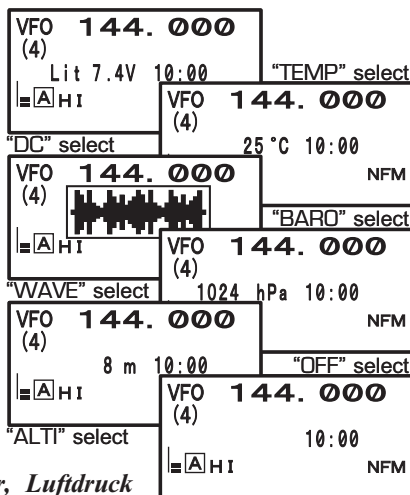 VFO 144. 000
(4)
Lit 7.4V 10:00
A HI
"DC" select
VFO 144. 000
(4)
25 °C 10:00
NFM
"TEMP" select
VFO 144. 000
(4)
A HI
"WAVE" select
VFO 144. 000
(4)
1024 hPa 10:00
NFM
"BARO" select
VFO 144. 000
(4)
8 m 10:00
A HI
"ALTI" select
VFO 144. 000
(4)
10:00
A HI
NFM
"OFF" select
Luftdruck